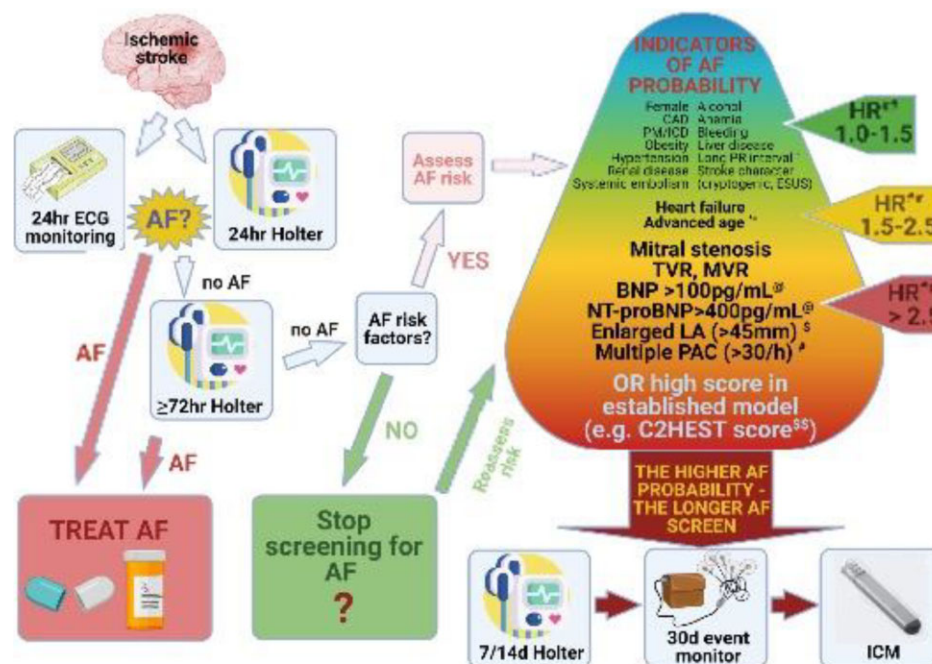 Ischemic
stroke
24hr ECG
monitoring
AF?
24hr Holter
no AF
AF
≥72hr Holter
no AF
AF risk
factors?
YES
Assess
AF risk
NO
AF
TREAT AF
Stop
screening for
AF
?
Reassess
risk
INDICATORS
OF AF
PROBABILITY
Female Alcohol
CAD Anemia
PM/ICD Bleeding
Obesity Liver disease
Hypertension Long PR interval
Renal disease Stroke character
Systemic embolism (cryptogenic, ESUS)
Heart failure
Advanced age
Mitral stenosis
TVR, MVR
BNP >100pg/mL@
NT-proBNP>400pg/mL@
Enlarged LA (>45mm) $
Multiple PAC (>30/h) #
OR high score in
established model
(e.g. C2HEST score$$)
HR
1.0-1.5
HR
1.5-2.5
HR
> 2.5
THE HIGHER AF
PROBABILITY -
THE LONGER AF
SCREEN
7/14d Holter
30d event
monitor
ICM